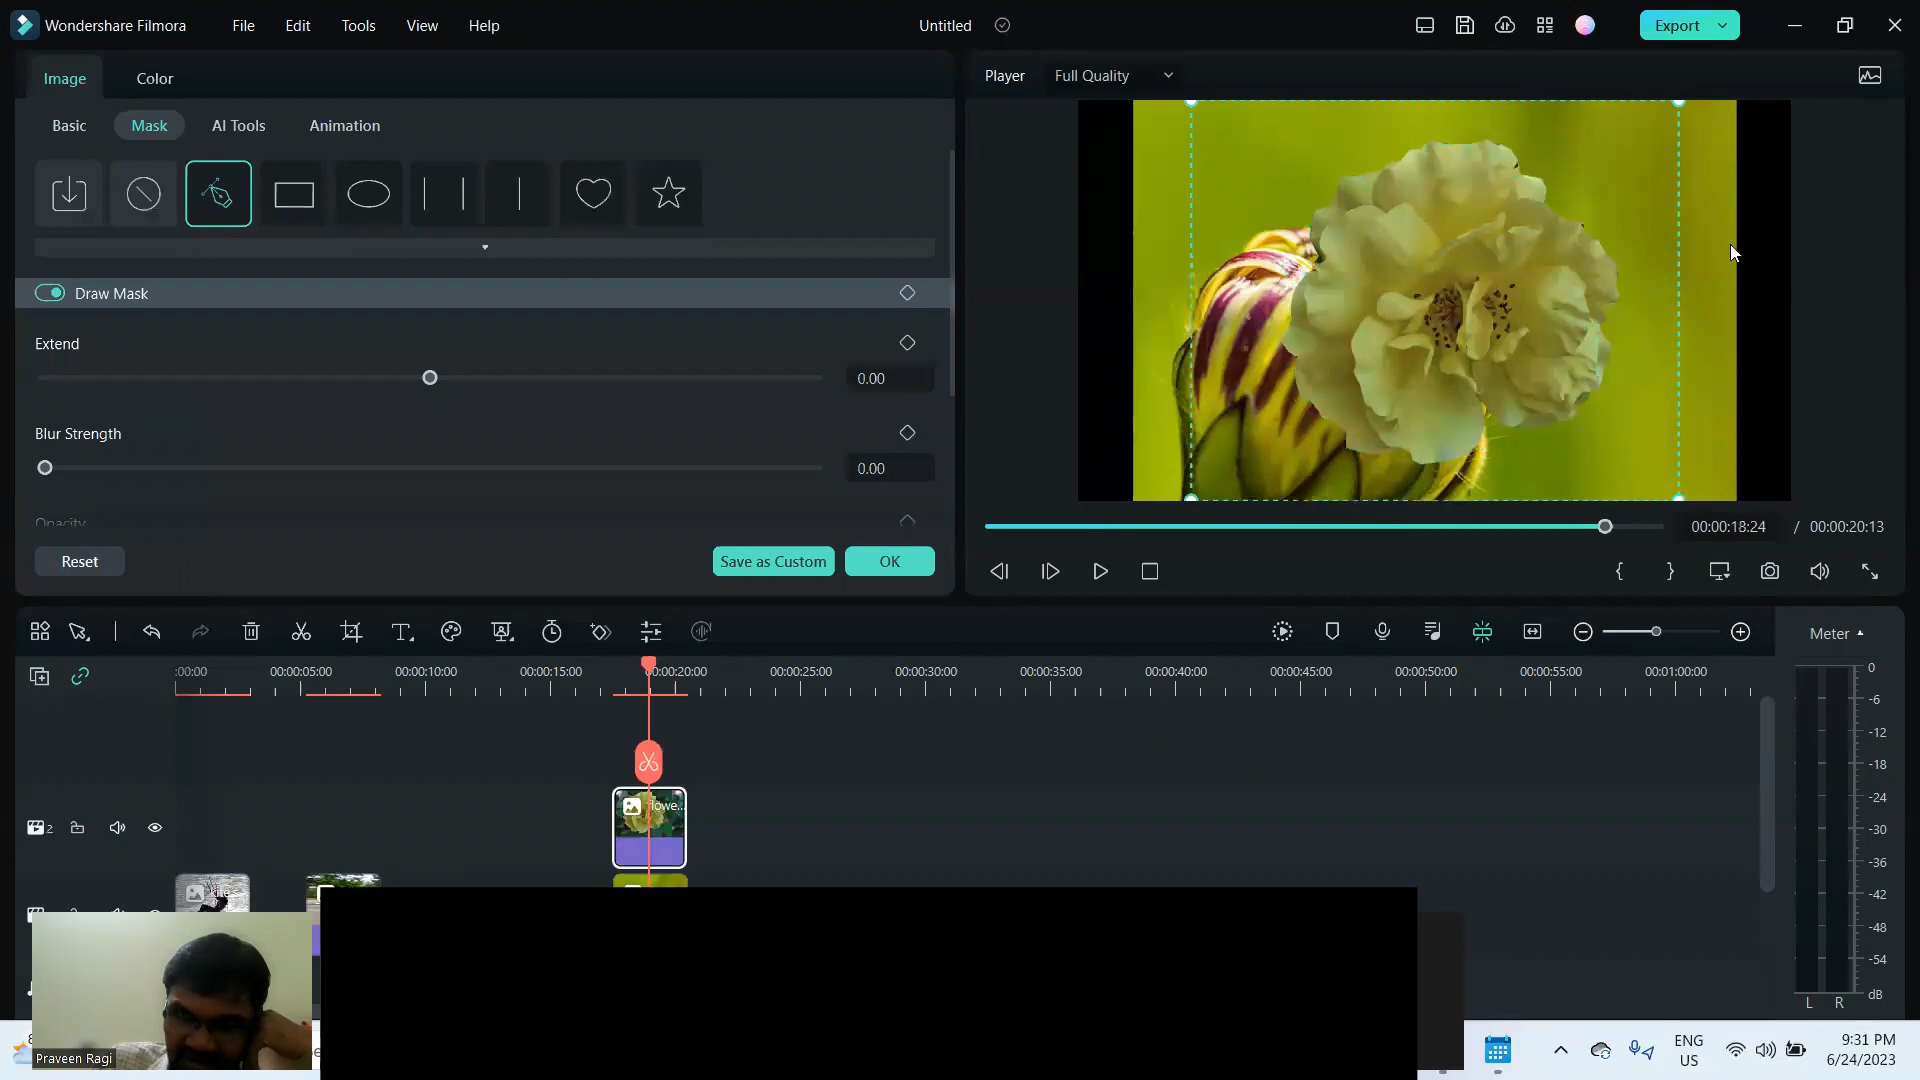 Wondershare Filmora
File
Edit
Tools
View
Help
Untitled
Export
Image
Color
Player
Full Quality
Basic
Mask
AI Tools
Animation
Draw Mask
Extend
0.00
Blur Strength
0.00
Opacity
Reset
Save as Custom
OK
00:00:18:24 / 00:00:20:13
Meter
:00:00
00:00:05:00
00:00:10:00
00:00:15:00
00:00:20:00
00:00:25:00
00:00:30:00
00:00:35:00
00:00:40:00
00:00:45:00
00:00:50:00
00:00:55:00
00:01:00:00
0
-6
-12
-18
-24
-30
-36
-42
-48
-54
dB
L R
flowe...
2
Praveen Ragi
ENG
US
9:31 PM
6/24/2023